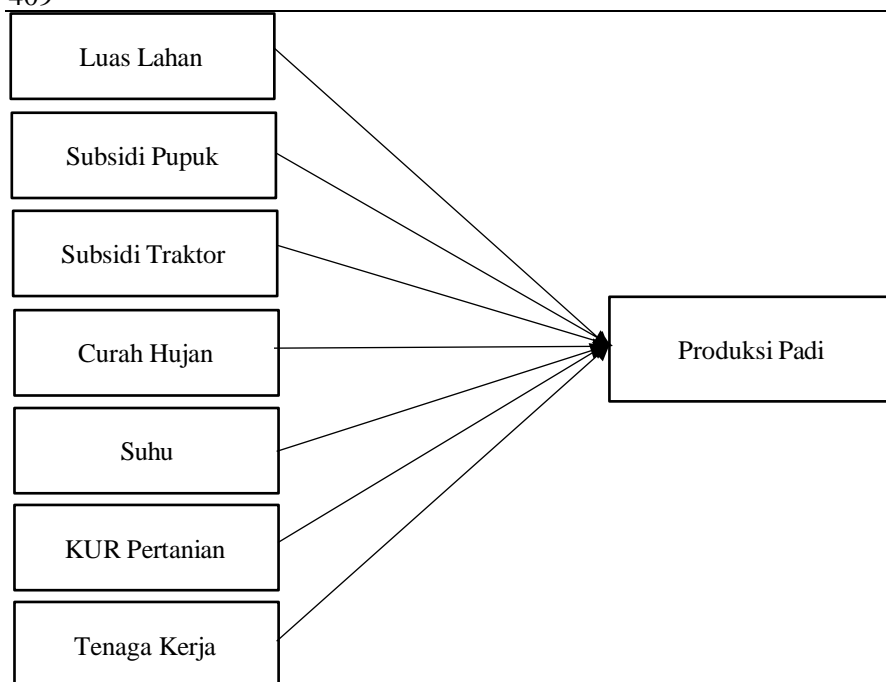 Luas Lahan
Subsidi Pupuk
Subsidi Traktor
Curah Hujan
Produksi Padi
Suhu
KUR Pertanian
Tenaga Kerja